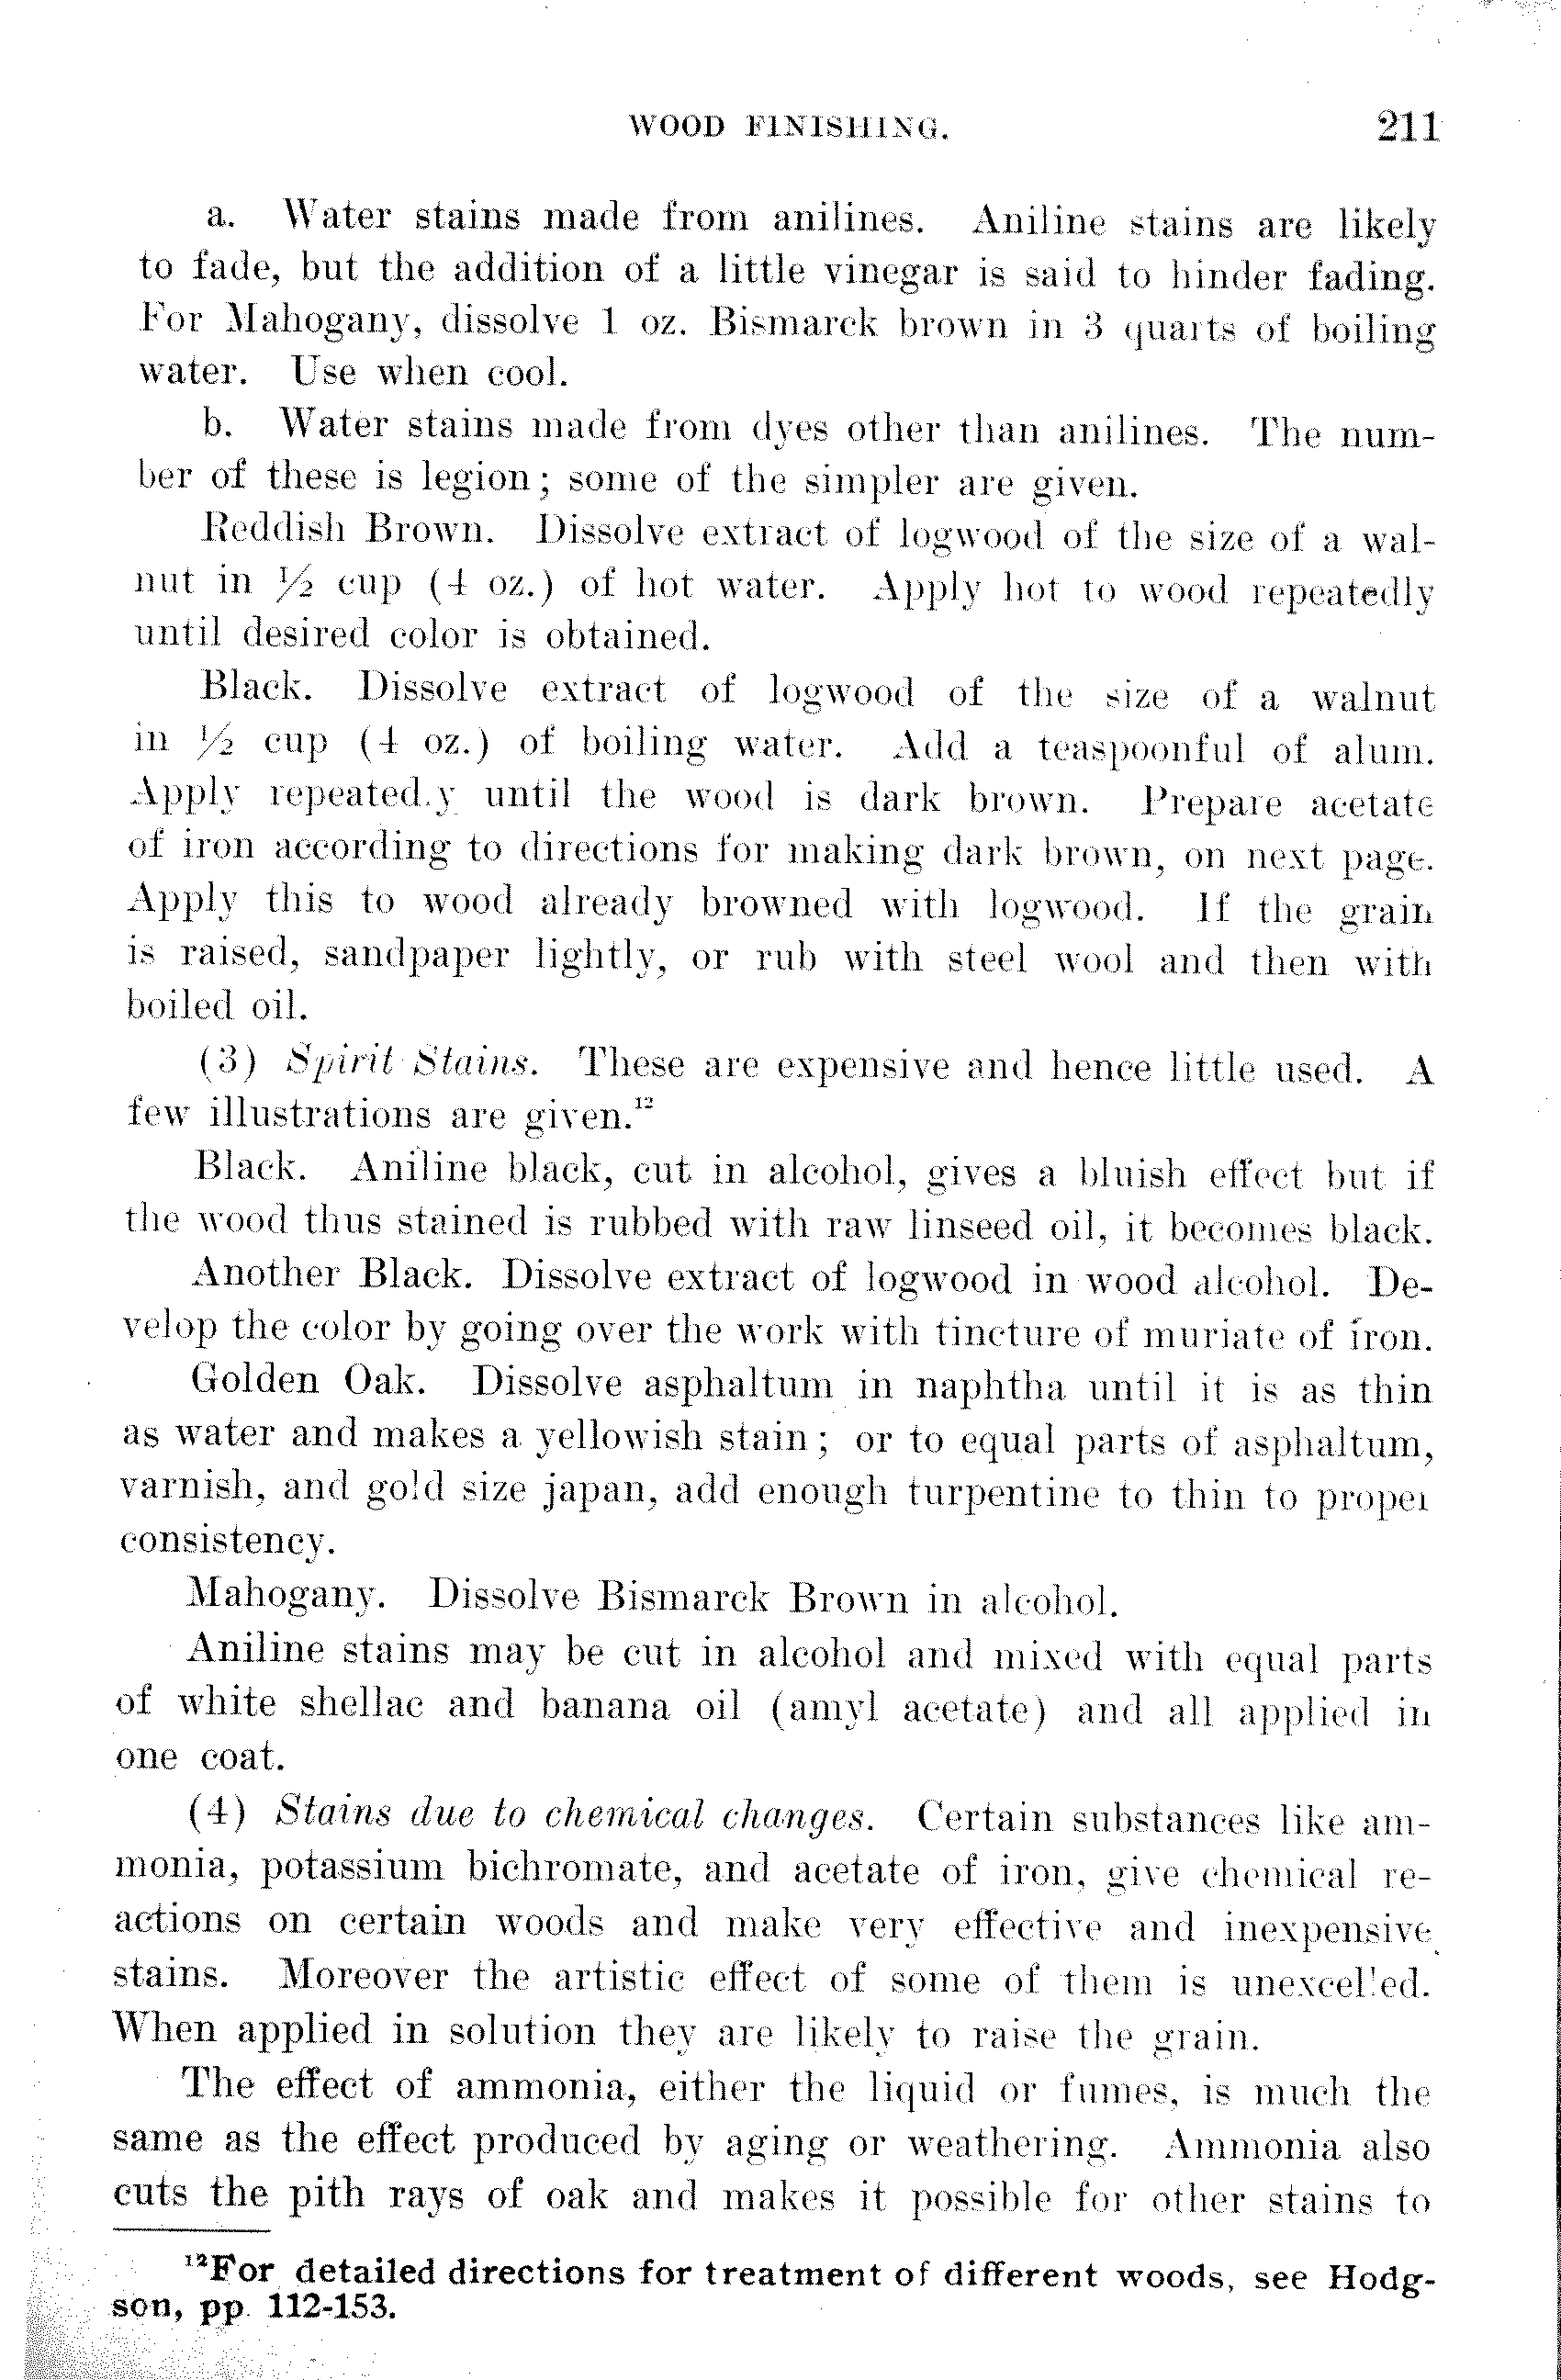 WOOD FINISHING. 211
a. Water stains made from anilines. Aniline stains are likely
to fade, but the addition of a little vinegar is said to hinder fading.
For Mahogany, dissolve 1 oz. Bismarck brown in 3 quarts of boiling
water. Use when cool.
b. Water stains made from dyes other than anilines. The num-
ber of these is legion; some of the simpler are given.
Reddish Brown. Dissolve extract of logwood of the size of a wal-
nut in ½ cup (4 oz.) of hot water. Apply hot to wood repeatedly
until desired color is obtained.
Black. Dissolve extract of logwood of the size of a walnut
in ½ cup (4 oz.) of boiling water. Add a teaspoonful of alum.
Apply repeatedly until the wood is dark brown. Prepare acetate
of iron according to directions for making dark brown, on next page.
Apply this to wood already browned with logwood. If the grain
is raised, sandpaper lightly, or rub with steel wool and then with
boiled oil.
(3) Spirit Stains. These are expensive and hence little used. A
few illustrations are given.¹²
Black. Aniline black, cut in alcohol, gives a bluish effect but if
the wood thus stained is rubbed with raw linseed oil, it becomes black.
Another Black. Dissolve extract of logwood in wood alcohol. De-
velop the color by going over the work with tincture of muriate of iron.
Golden Oak. Dissolve asphaltum in naphtha until it is as thin
as water and makes a yellowish stain; or to equal parts of asphaltum,
varnish, and gold size japan, add enough turpentine to thin to proper
consistency.
Mahogany. Dissolve Bismarck Brown in alcohol.
Aniline stains may be cut in alcohol and mixed with equal parts
of white shellac and banana oil (amyl acetate) and all applied in
one coat.
(4) Stains due to chemical changes. Certain substances like am-
monia, potassium bichromate, and acetate of iron, give chemical re-
actions on certain woods and make very effective and inexpensive
stains. Moreover the artistic effect of some of them is unexcelled.
When applied in solution they are likely to raise the grain.
The effect of ammonia, either the liquid or fumes, is much the
same as the effect produced by aging or weathering. Ammonia also
cuts the pith rays of oak and makes it possible for other stains to
¹²For detailed directions for treatment of different woods, see Hodg-
son, pp. 112-153.